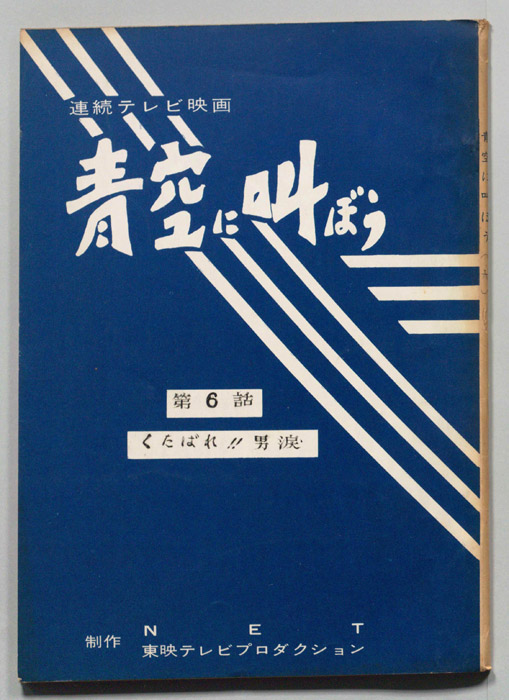 連続テレビ映画
青空に叫ぼう
第6話
くたばれ!!男涙
制作
NET
東映テレビプロダクション